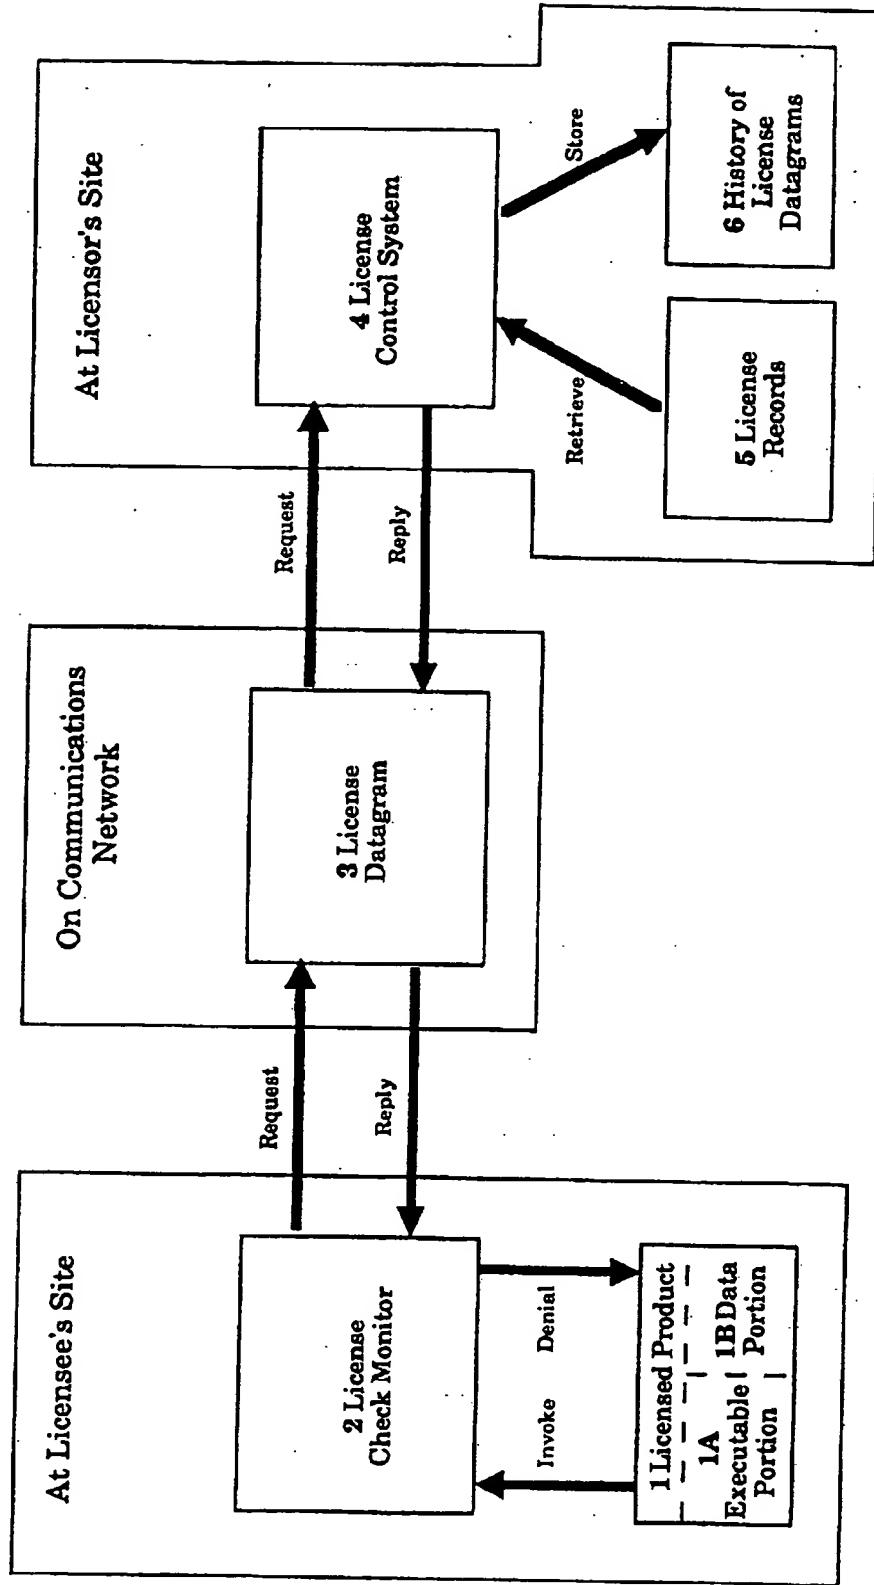 At Licensee's Site
2 License
Check Monitor
Invoke
Denial
1 Licensed Product
1A
Executable
Portion
1B Data
Portion
Request
Reply
On Communications
Network
3 License
Datagram
Request
Reply
At Licensor's Site
4 License
Control System
Retrieve
Store
5 License
Records
6 History of
License
Datagrams